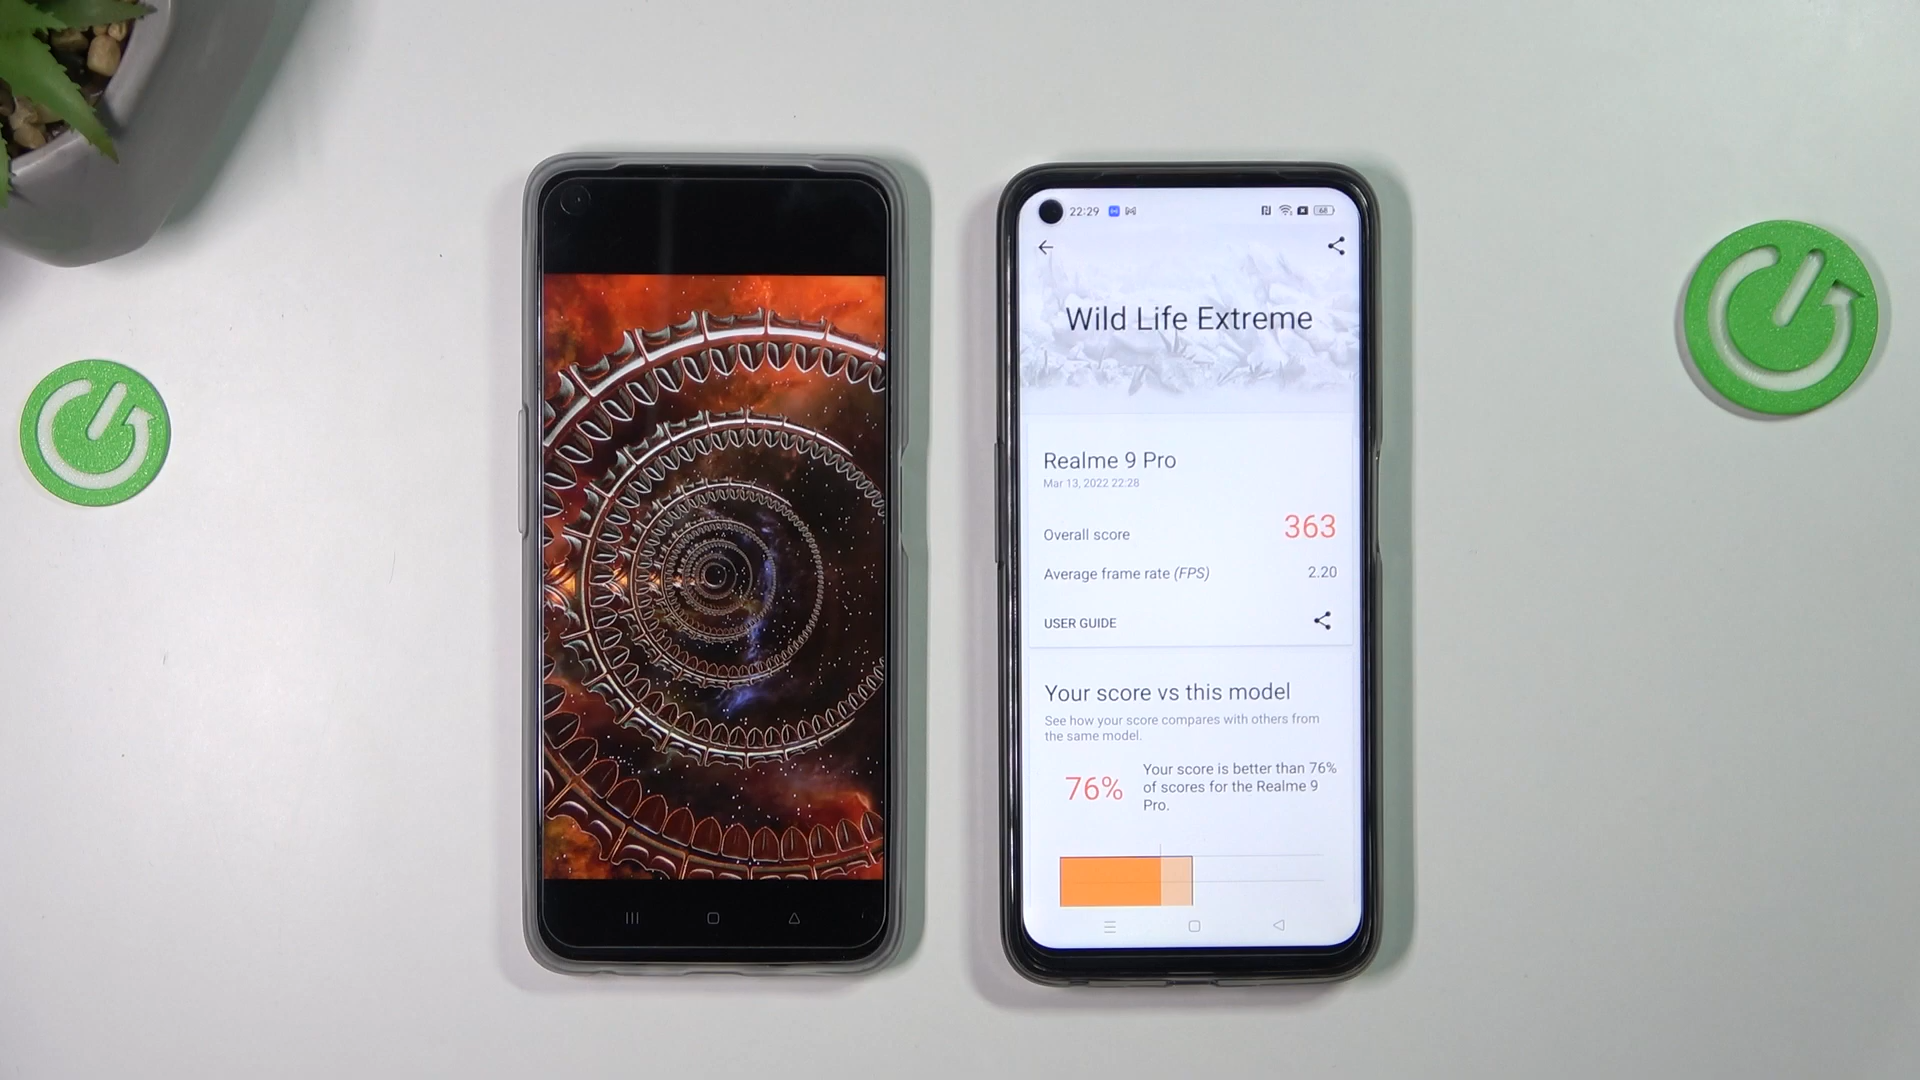 22:29
68
Wild Life Extreme
Realme 9 Pro
Mar 13, 2022 22:28
Overall score 363
Average frame rate (FPS) 2.20
USER GUIDE
Your score vs this model
See how your score compares with others from
the same model.
76%
Your score is better than 76%
of scores for the Realme 9
Pro.